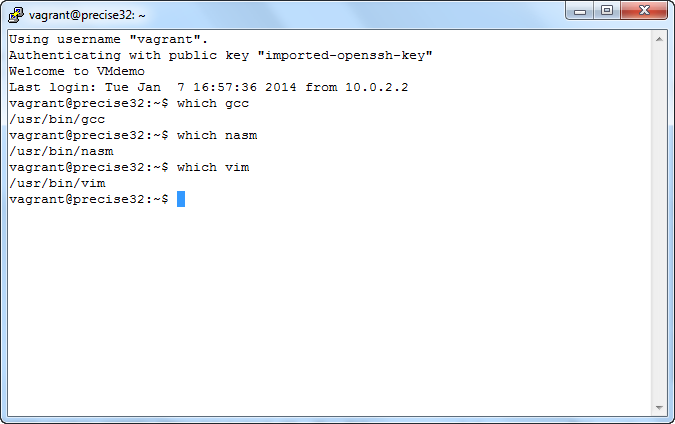 vagrant@precise32: ~
Using username "vagrant".
Authenticating with public key "imported-openssh-key"
Welcome to VMdemo
Last login: Tue Jan  7 16:57:36 2014 from 10.0.2.2
vagrant@precise32:~$ which gcc
/usr/bin/gcc
vagrant@precise32:~$ which nasm
/usr/bin/nasm
vagrant@precise32:~$ which vim
/usr/bin/vim
vagrant@precise32:~$